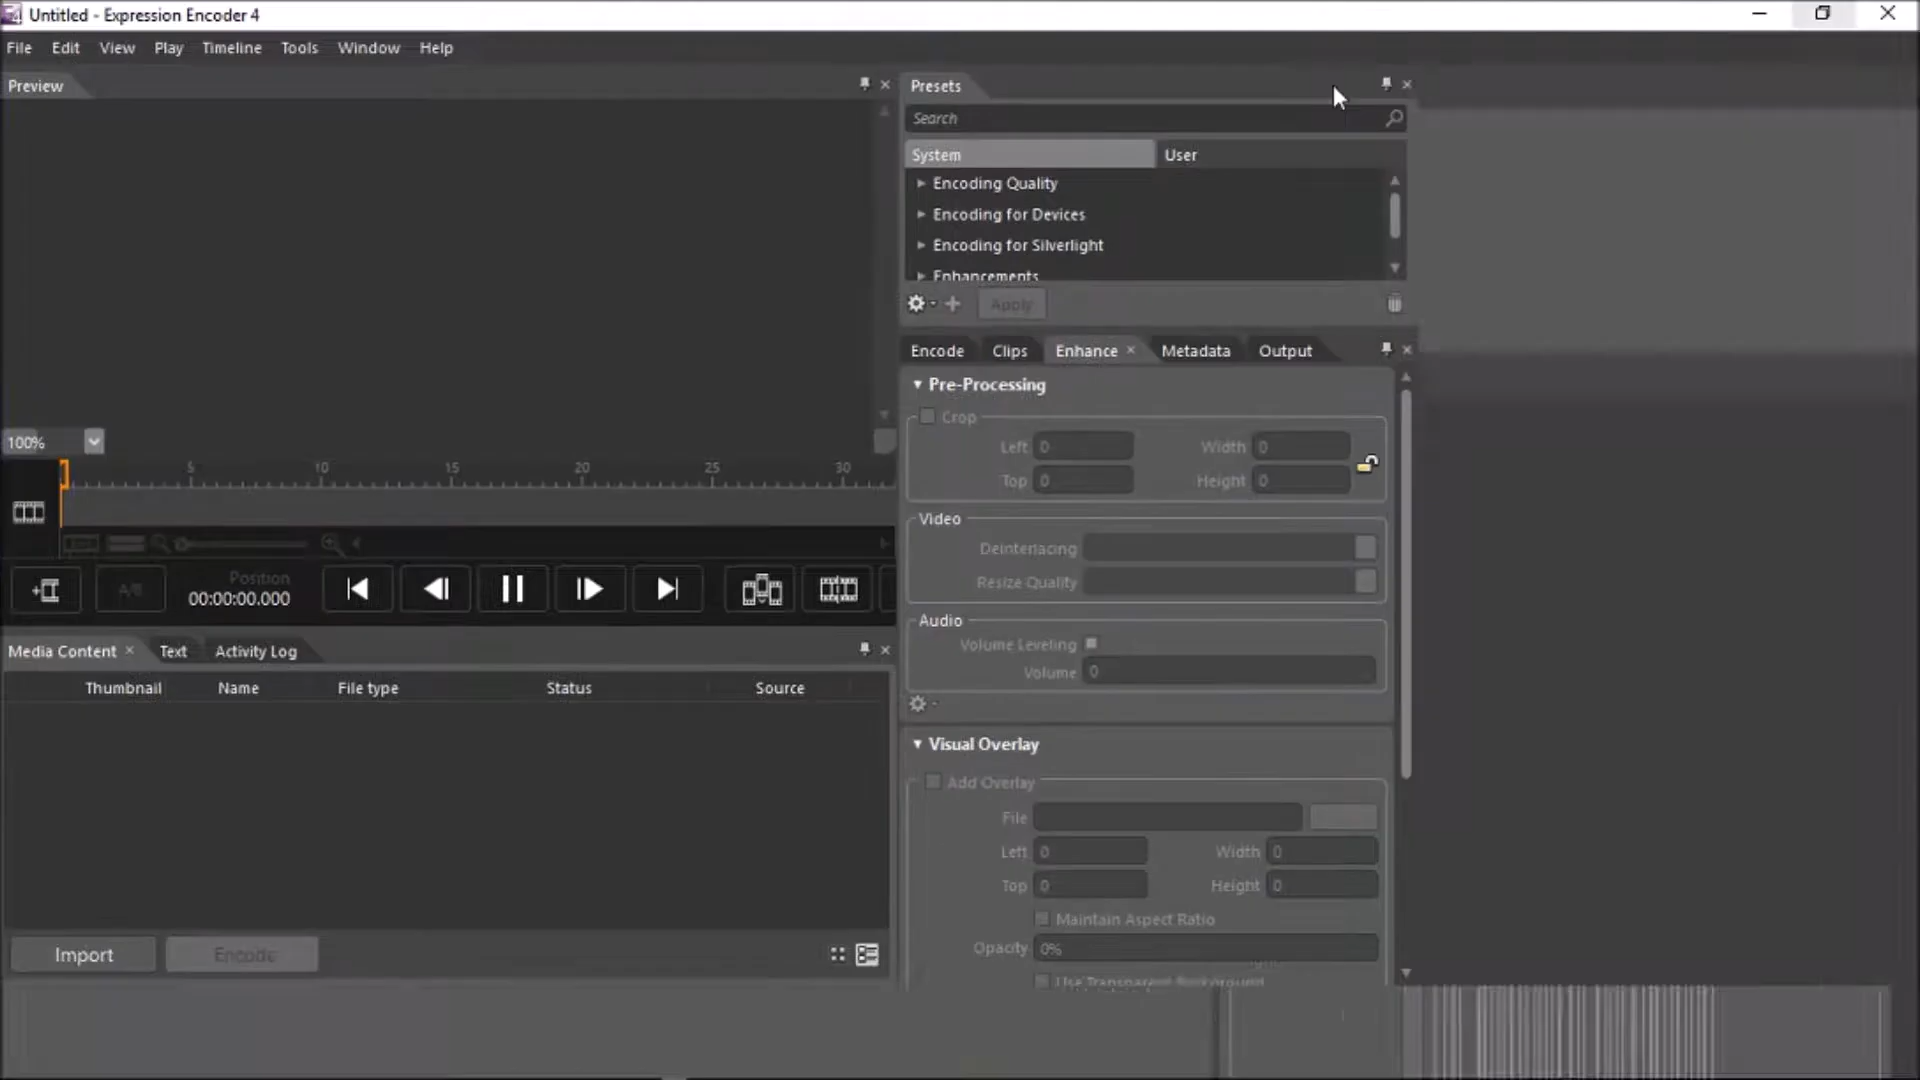 Untitled - Expression Encoder 4
File Edit View Play Timeline Tools Window Help
Preview
Presets
Search
System User
Encoding Quality
Encoding for Devices
Encoding for Silverlight
Enhancements
Apply
100%
5 10 15 20 25 30
Position
00:00:00.000
Encode Clips Enhance Metadata Output
Pre-Processing
Crop
Left 0 Width 0
Top 0 Height 0
Video
Deinterlacing
Resize Quality
Audio
Volume Leveling
Volume 0
Visual Overlay
Add Overlay
File
Left 0 Width 0
Top 0 Height 0
Maintain Aspect Ratio
Opacity 0%
Use Transparent Background
Media Content Text Activity Log
Thumbnail Name File type Status Source
Import Encode